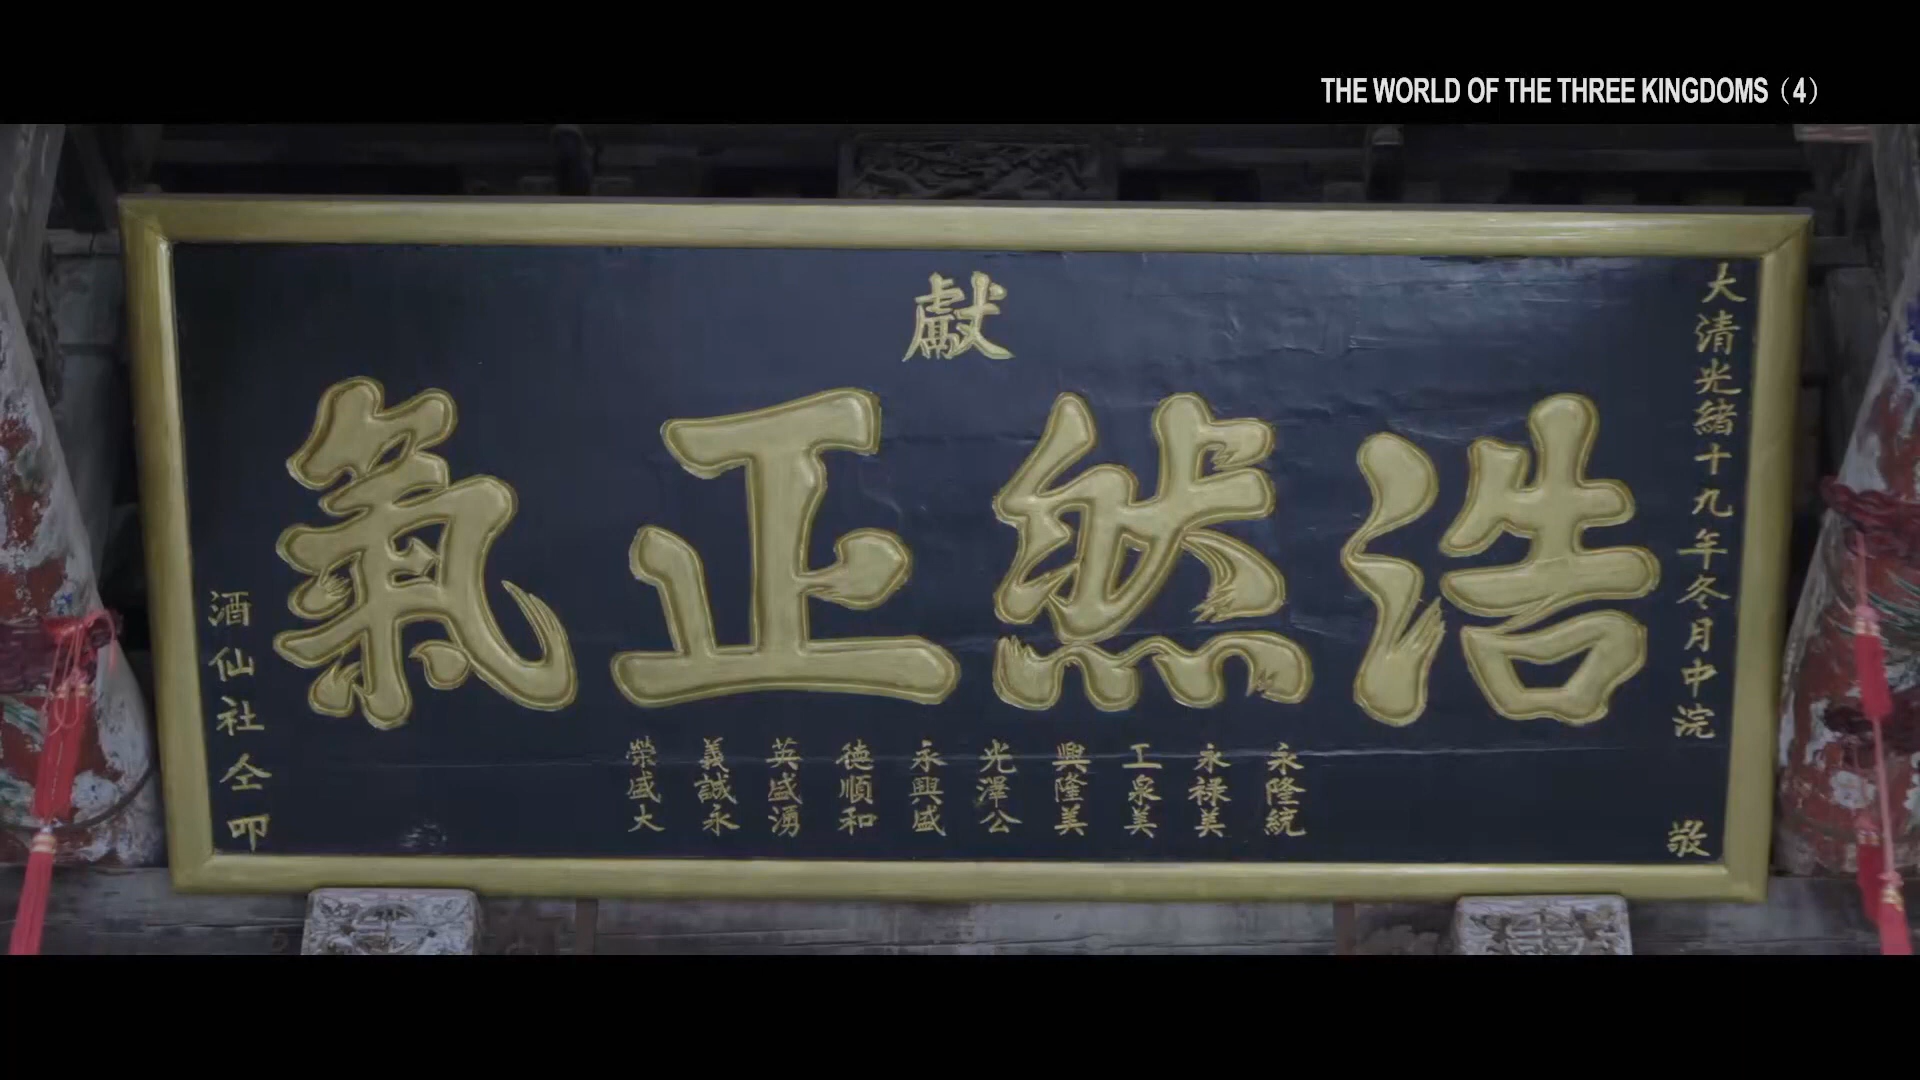 THE WORLD OF THE THREE KINGDOMS（4）
獻
大清光緒十九年冬月中浣
敬
浩然正氣
永隆統
永禄美
工泉美
興隆美
光澤公
永興盛
德順和
英盛湧
義誠永
榮盛大
酒仙社仝叩